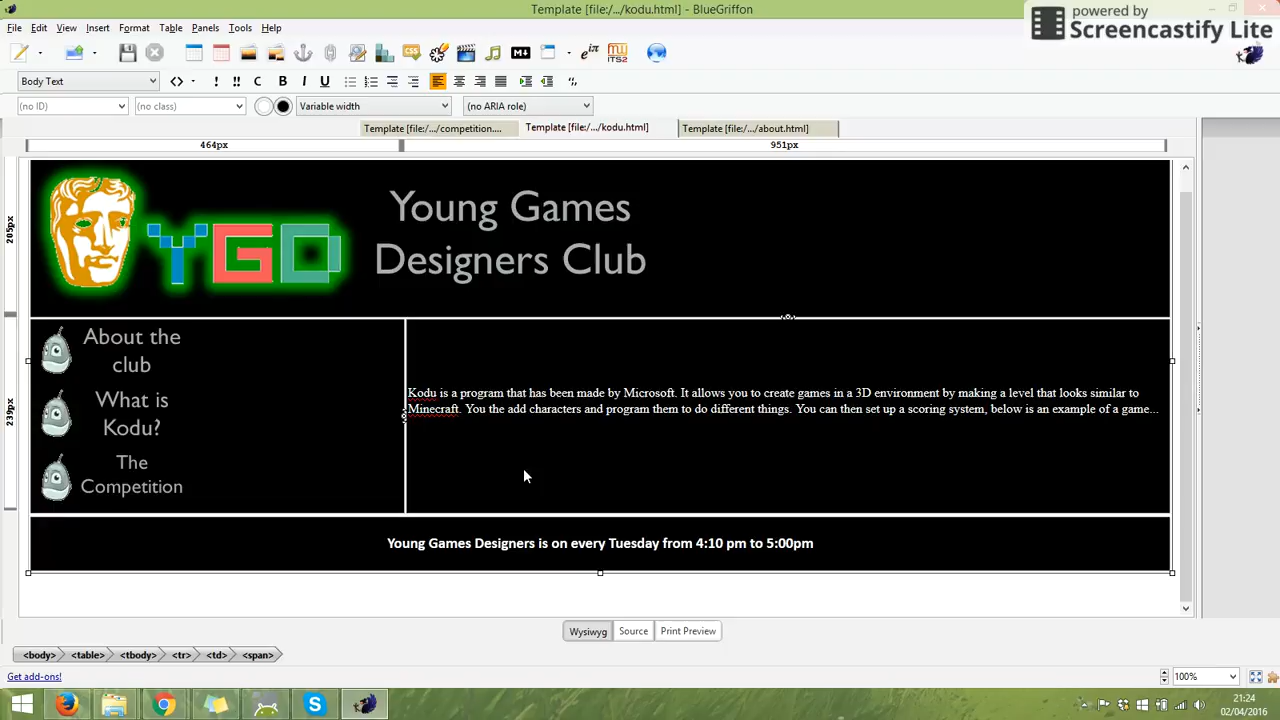 Template [file:/.../kodu.html] - BlueGriffon
powered by
Screencastify Lite
File Edit View Insert Format Table Panels Tools Help
Body Text
(no ID) (no class) Variable width (no ARIA role)
Template [file:/.../competition.... Template [file:/.../kodu.html] Template [file:/.../about.html]
464px 951px
205px
239px
YGD
Young Games
Designers Club
About the
club
What is
Kodu?
The
Competition
Kodu is a program that has been made by Microsoft. It allows you to create games in a 3D environment by making a level that looks similar to
Minecraft. You the add characters and program them to do different things. You can then set up a scoring system, below is an example of a game...
Young Games Designers is on every Tuesday from 4:10 pm to 5:00pm
Wysiwyg Source Print Preview
<body> <table> <tbody> <tr> <td> <span>
Get add-ons! 100%
21:24
02/04/2016